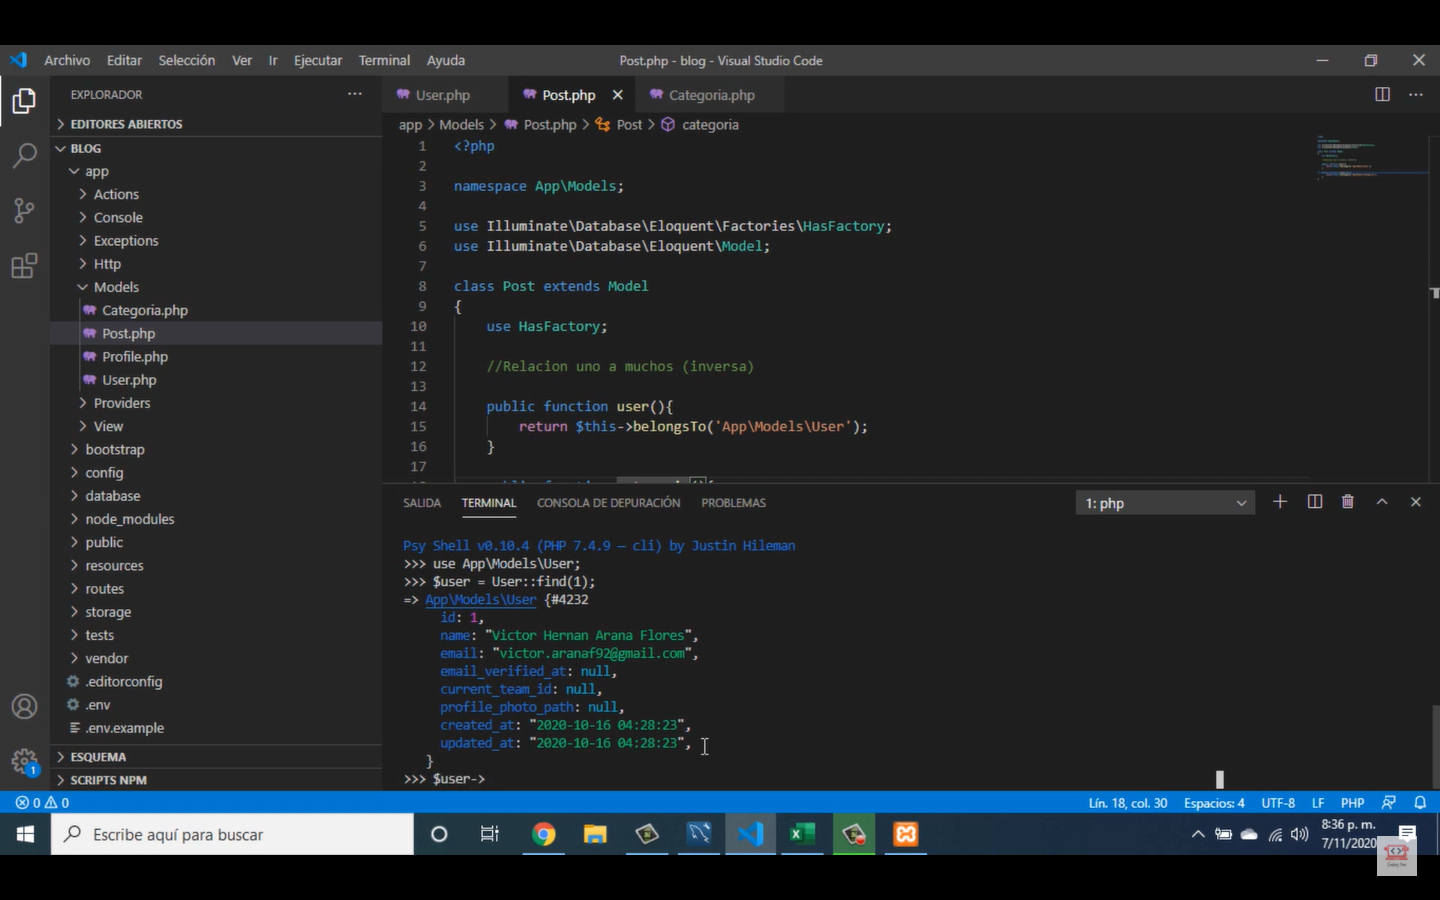 Archivo Editar Selección Ver Ir Ejecutar Terminal Ayuda
Post.php - blog - Visual Studio Code
EXPLORADOR
EDITORES ABIERTOS
BLOG
app
Actions
Console
Exceptions
Http
Models
Categoria.php
Post.php
Profile.php
User.php
Providers
View
bootstrap
config
database
node_modules
public
resources
routes
storage
tests
vendor
.editorconfig
.env
.env.example
ESQUEMA
SCRIPTS NPM
User.php Post.php Categoria.php
app > Models > Post.php > Post > categoria
1 <?php
2
3 namespace App\Models;
4
5 use Illuminate\Database\Eloquent\Factories\HasFactory;
6 use Illuminate\Database\Eloquent\Model;
7
8 class Post extends Model
9 {
10 use HasFactory;
11
12 //Relacion uno a muchos (inversa)
13
14 public function user(){
15 return $this->belongsTo('App\Models\User');
16 }
17
SALIDA TERMINAL CONSOLA DE DEPURACIÓN PROBLEMAS
1: php
Psy Shell v0.10.4 (PHP 7.4.9 — cli) by Justin Hileman
>>> use App\Models\User;
>>> $user = User::find(1);
=> App\Models\User {#4232
id: 1,
name: "Victor Hernan Arana Flores",
email: "victor.aranaf92@gmail.com",
email_verified_at: null,
current_team_id: null,
profile_photo_path: null,
created_at: "2020-10-16 04:28:23",
updated_at: "2020-10-16 04:28:23",
}
>>> $user->
1
0 0
Lín. 18, col. 30 Espacios: 4 UTF-8 LF PHP
Escribe aquí para buscar
8:36 p. m.
7/11/2020